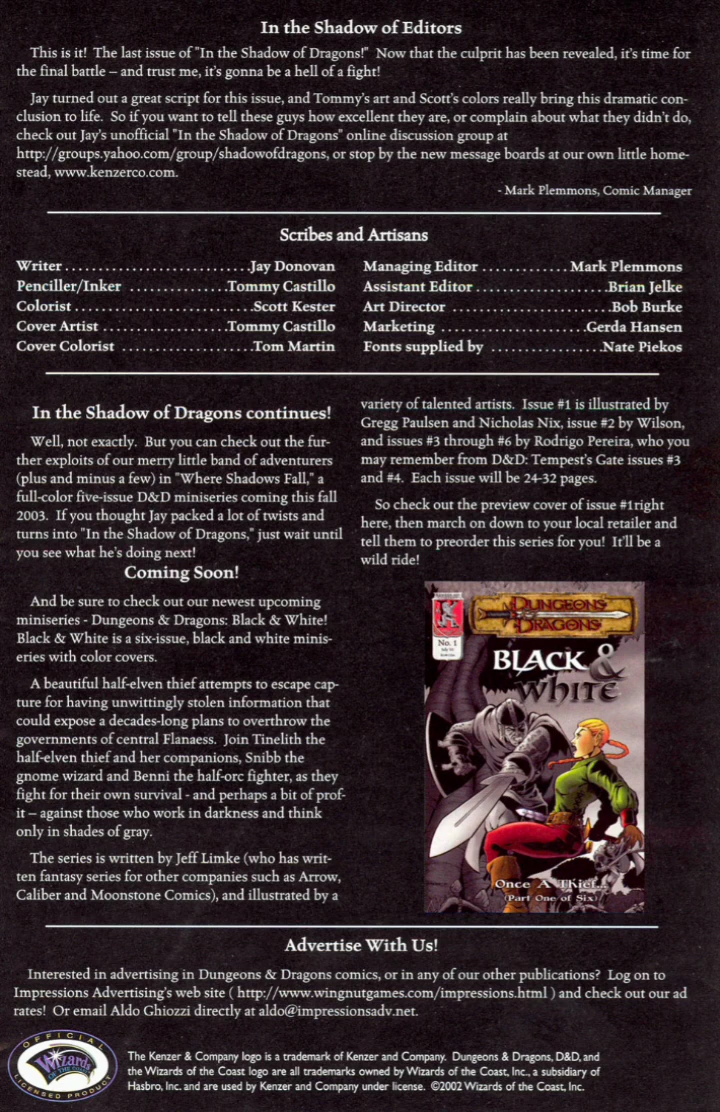 In the Shadow of Editors
This is it! The last issue of "In the Shadow of Dragons!" Now that the culprit has been revealed, it's time for
the final battle – and trust me, it's gonna be a hell of a fight!
Jay turned out a great script for this issue, and Tommy's art and Scott's colors really bring this dramatic con-
clusion to life. So if you want to tell these guys how excellent they are, or complain about what they didn't do,
check out Jay's unofficial "In the Shadow of Dragons" online discussion group at
http://groups.yahoo.com/group/shadowofdragons, or stop by the new message boards at our own little home-
stead, www.kenzerco.com.
- Mark Plemmons, Comic Manager
Scribes and Artisans
Writer ............................Jay Donovan
Penciller/Inker ...............Tommy Castillo
Colorist ...........................Scott Kester
Cover Artist ...................Tommy Castillo
Cover Colorist ....................Tom Martin
Managing Editor .............Mark Plemmons
Assistant Editor ....................Brian Jelke
Art Director ........................Bob Burke
Marketing ......................Gerda Hansen
Fonts supplied by .................Nate Piekos
In the Shadow of Dragons continues!
Well, not exactly. But you can check out the fur-
ther exploits of our merry little band of adventurers
(plus and minus a few) in "Where Shadows Fall," a
full-color five-issue D&D miniseries coming this fall
2003. If you thought Jay packed a lot of twists and
turns into "In the Shadow of Dragons," just wait until
you see what he's doing next!
Coming Soon!
And be sure to check out our newest upcoming
miniseries - Dungeons & Dragons: Black & White!
Black & White is a six-issue, black and white minis-
eries with color covers.
A beautiful half-elven thief attempts to escape cap-
ture for having unwittingly stolen information that
could expose a decades-long plans to overthrow the
governments of central Flanaess. Join Tinelith the
half-elven thief and her companions, Snibb the
gnome wizard and Benni the half-orc fighter, as they
fight for their own survival - and perhaps a bit of prof-
it – against those who work in darkness and think
only in shades of gray.
The series is written by Jeff Limke (who has writ-
ten fantasy series for other companies such as Arrow,
Caliber and Moonstone Comics), and illustrated by a
variety of talented artists. Issue #1 is illustrated by
Gregg Paulsen and Nicholas Nix, issue #2 by Wilson,
and issues #3 through #6 by Rodrigo Pereira, who you
may remember from D&D: Tempest's Gate issues #3
and #4. Each issue will be 24-32 pages.
So check out the preview cover of issue #1right
here, then march on down to your local retailer and
tell them to preorder this series for you! It'll be a
wild ride!
DUNGEONS
DRAGONS
No. 1
BLACK &
WHITE
Once A Thief...
(Part One of Six)
Advertise With Us!
Interested in advertising in Dungeons & Dragons comics, or in any of our other publications? Log on to
Impressions Advertising's web site ( http://www.wingnutgames.com/impressions.html ) and check out our ad
rates! Or email Aldo Ghiozzi directly at aldo@impressionsadv.net.
OFFICIAL
Wizards
OF THE COAST
LICENSED PRODUCT
The Kenzer & Company logo is a trademark of Kenzer and Company. Dungeons & Dragons, D&D, and
the Wizards of the Coast logo are all trademarks owned by Wizards of the Coast, Inc., a subsidiary of
Hasbro, Inc. and are used by Kenzer and Company under license. ©2002 Wizards of the Coast, Inc.